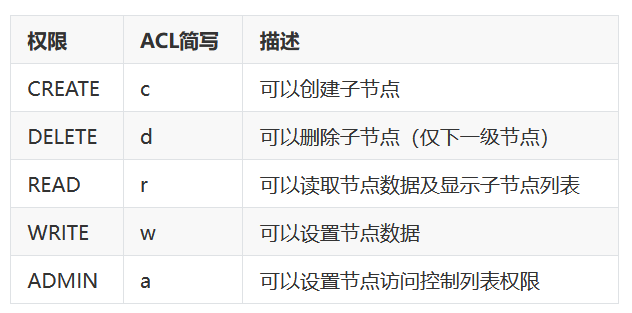 权限 ACL简写 描述
CREATE c 可以创建子节点
DELETE d 可以删除子节点（仅下一级节点）
READ r 可以读取节点数据及显示子节点列表
WRITE w 可以设置节点数据
ADMIN a 可以设置节点访问控制列表权限